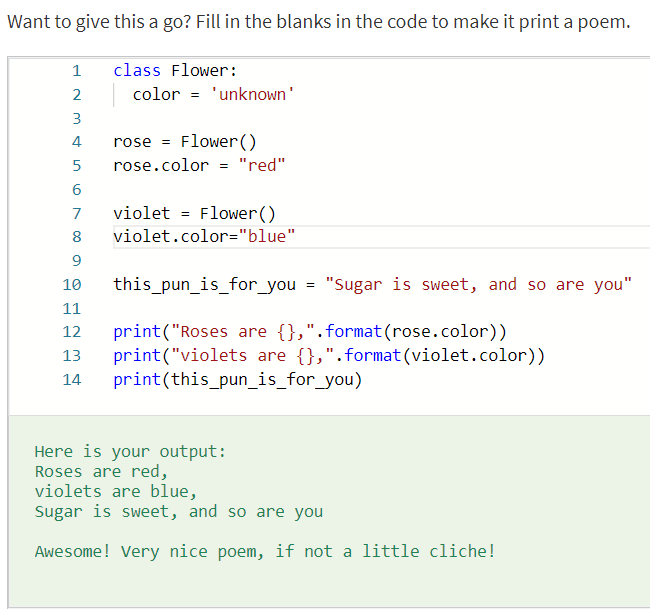 Want to give this a go? Fill in the blanks in the code to make it print a poem.
1 class Flower:
2 color = 'unknown'
3
4 rose = Flower()
5 rose.color = "red"
6
7 violet = Flower()
8 violet.color="blue"
9
10 this_pun_is_for_you = "Sugar is sweet, and so are you"
11
12 print("Roses are {},".format(rose.color))
13 print("violets are {},".format(violet.color))
14 print(this_pun_is_for_you)
Here is your output:
Roses are red,
violets are blue,
Sugar is sweet, and so are you
Awesome! Very nice poem, if not a little cliche!